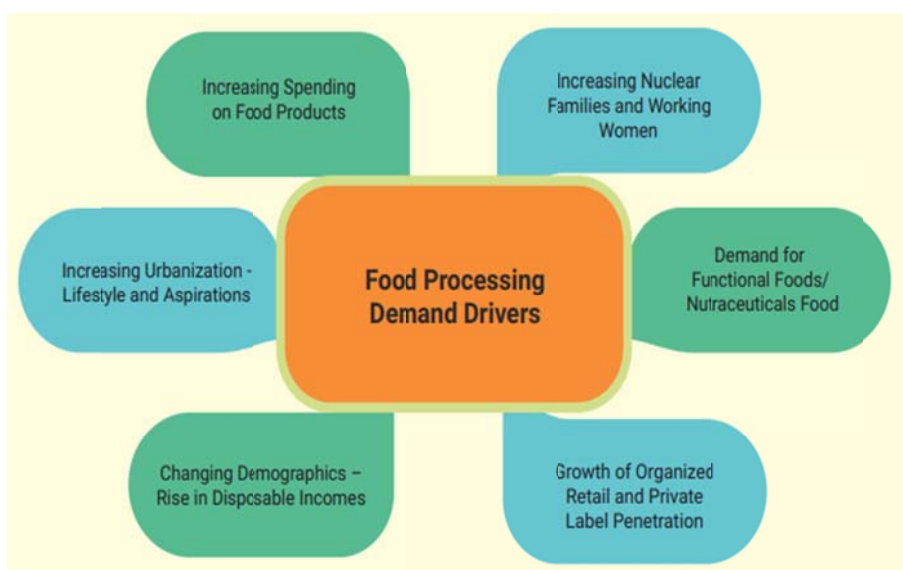 Increasing Spending
on Food Products
Increasing Nuclear
Families and Working
Women
Increasing Urbanization -
Lifestyle and Aspirations
Food Processing
Demand Drivers
Demand for
Functional Foods/
Nutraceuticals Food
Changing Demographics –
Rise in Disposable Incomes
Growth of Organized
Retail and Private
Label Penetration